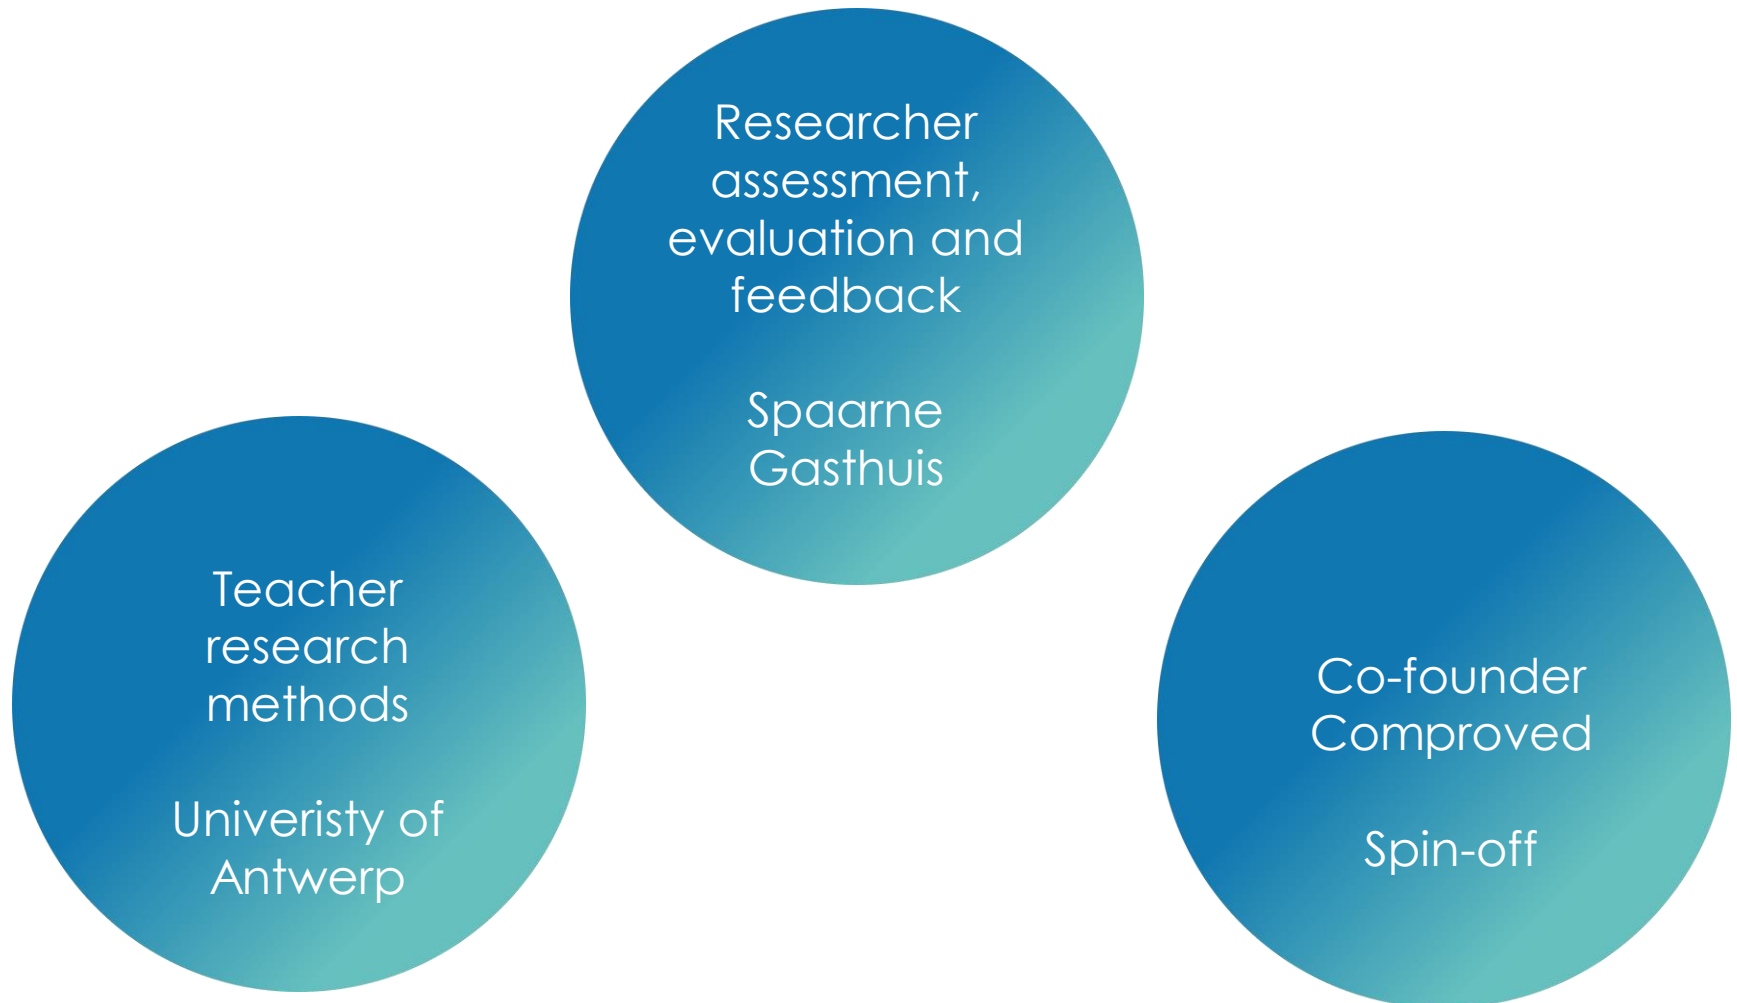 Researcher
assessment,
evaluation and
feedback
Spaarne
Gasthuis
Teacher
research
methods
Univeristy of
Antwerp
Co-founder
Comproved
Spin-off